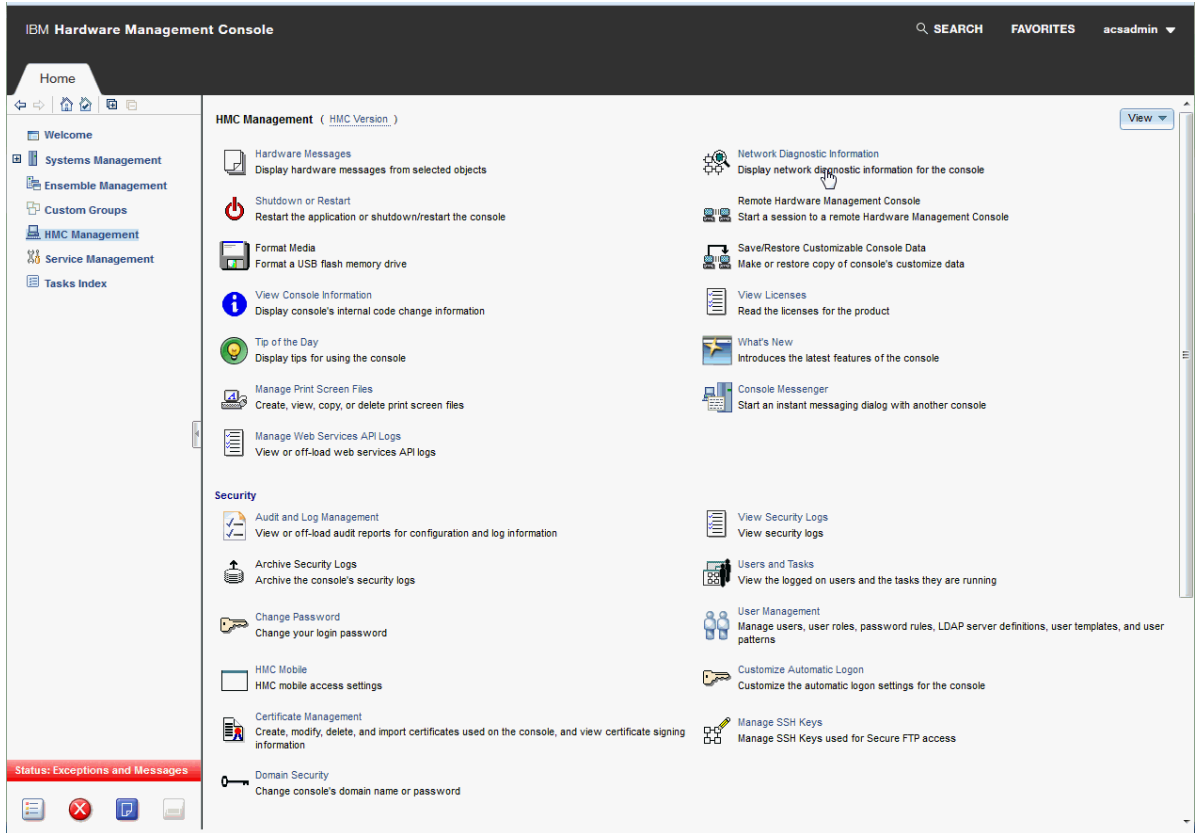 IBM Hardware Management Console
SEARCH
FAVORITES
acsadmin
Home
Welcome
Systems Management
Ensemble Management
Custom Groups
HMC Management
Service Management
Tasks Index
Status: Exceptions and Messages
HMC Management ( HMC Version )
View
Hardware Messages
Display hardware messages from selected objects
Network Diagnostic Information
Display network diagnostic information for the console
Shutdown or Restart
Restart the application or shutdown/restart the console
Remote Hardware Management Console
Start a session to a remote Hardware Management Console
Format Media
Format a USB flash memory drive
Save/Restore Customizable Console Data
Make or restore copy of console's customize data
View Console Information
Display console's internal code change information
View Licenses
Read the licenses for the product
Tip of the Day
Display tips for using the console
What's New
Introduces the latest features of the console
Manage Print Screen Files
Create, view, copy, or delete print screen files
Console Messenger
Start an instant messaging dialog with another console
Manage Web Services API Logs
View or off-load web services API logs
Security
Audit and Log Management
View or off-load audit reports for configuration and log information
View Security Logs
View security logs
Archive Security Logs
Archive the console's security logs
Users and Tasks
View the logged on users and the tasks they are running
Change Password
Change your login password
User Management
Manage users, user roles, password rules, LDAP server definitions, user templates, and user
patterns
HMC Mobile
HMC mobile access settings
Customize Automatic Logon
Customize the automatic logon settings for the console
Certificate Management
Create, modify, delete, and import certificates used on the console, and view certificate signing
information
Manage SSH Keys
Manage SSH Keys used for Secure FTP access
Domain Security
Change console's domain name or password